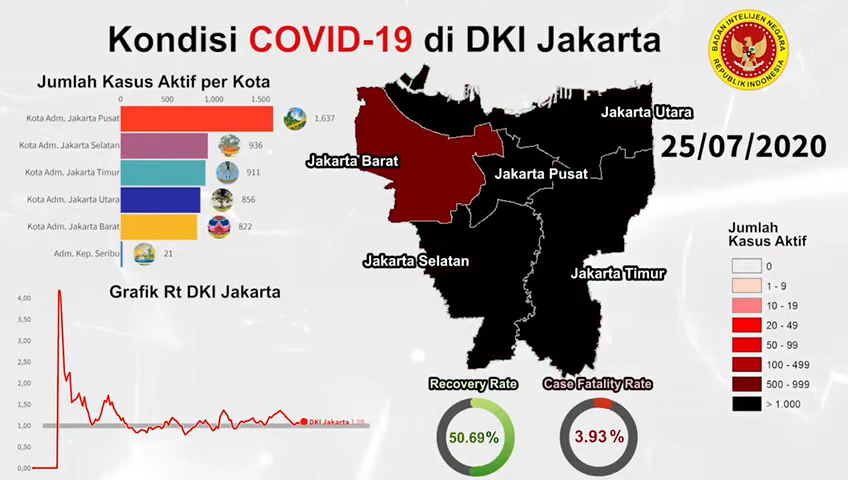 Kondisi COVID-19 di DKI Jakarta
BADAN INTELIJEN NEGARA
REPUBLIK INDONESIA
Jumlah Kasus Aktif per Kota
0 500 1.000 1.500
Kota Adm. Jakarta Pusat 1.637
Kota Adm. Jakarta Selatan 936
Kota Adm. Jakarta Timur 911
Kota Adm. Jakarta Utara 856
Kota Adm. Jakarta Barat 822
Adm. Kep. Seribu 21
Jakarta Utara
25/07/2020
Jakarta Barat
Jakarta Pusat
Jakarta Selatan
Jakarta Timur
Jumlah
Kasus Aktif
0
1 - 9
10 - 19
20 - 49
50 - 99
100 - 499
500 - 999
> 1.000
Grafik Rt DKI Jakarta
4,00
3,50
3,00
2,50
2,00
1,50
1,00
0,50
0,00
DKI Jakarta 1.09
Recovery Rate
50.69%
Case Fatality Rate
3.93 %